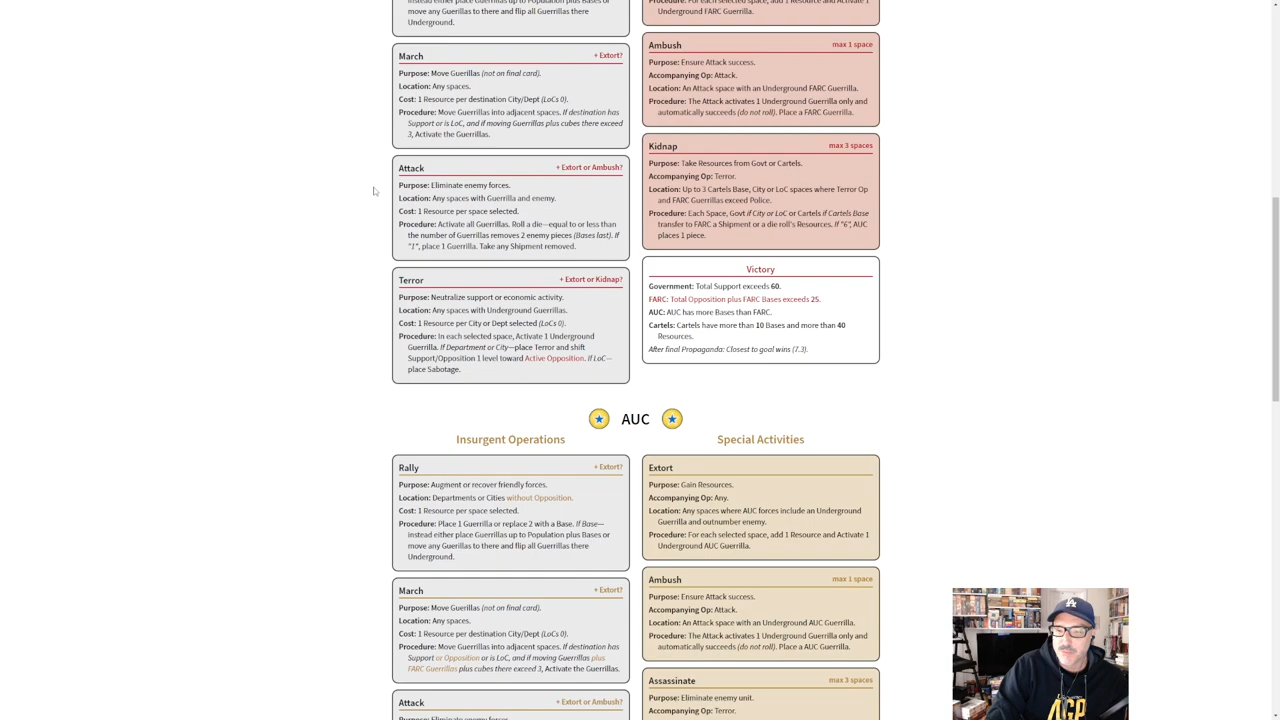 instead either place Guerrillas up to Population plus Bases or
move any Guerrillas to there and flip all Guerrillas there
Underground.
March + Extort?
Purpose: Move Guerillas (not on final card).
Location: Any spaces.
Cost: 1 Resource per destination City/Dept (LoCs 0).
Procedure: Move Guerrillas into adjacent spaces. If destination has
Support or is LoC, and if moving Guerrillas plus cubes there exceed
3, Activate the Guerrillas.
Attack + Extort or Ambush?
Purpose: Eliminate enemy forces.
Location: Any spaces with Guerrilla and enemy.
Cost: 1 Resource per space selected.
Procedure: Activate all Guerrillas. Roll a die—equal to or less than
the number of Guerrillas removes 2 enemy pieces (Bases last). If
"1", place 1 Guerrilla. Take any Shipment removed.
Terror + Extort or Kidnap?
Purpose: Neutralize support or economic activity.
Location: Any spaces with Underground Guerrillas.
Cost: 1 Resource per City or Dept selected (LoCs 0).
Procedure: In each selected space, Activate 1 Underground
Guerrilla. If Department or City—place Terror and shift
Support/Opposition 1 level toward Active Opposition. If LoC—
place Sabotage.
Procedure: For each selected space, add 1 Resource and Activate 1
Underground FARC Guerrilla.
Ambush max 1 space
Purpose: Ensure Attack success.
Accompanying Op: Attack.
Location: An Attack space with an Underground FARC Guerrilla.
Procedure: The Attack activates 1 Underground Guerrilla only and
automatically succeeds (do not roll). Place a FARC Guerrilla.
Kidnap max 3 spaces
Purpose: Take Resources from Govt or Cartels.
Accompanying Op: Terror.
Location: Up to 3 Cartels Base, City or LoC spaces where Terror Op
and FARC Guerrillas exceed Police.
Procedure: Each Space, Govt if City or LoC or Cartels if Cartels Base
transfer to FARC a Shipment or a die roll's Resources. If "6", AUC
places 1 piece.
Victory
Government: Total Support exceeds 60.
FARC: Total Opposition plus FARC Bases exceeds 25.
AUC: AUC has more Bases than FARC.
Cartels: Cartels have more than 10 Bases and more than 40
Resources.
After final Propaganda: Closest to goal wins (7.3).
AUC
Insurgent Operations
Rally + Extort?
Purpose: Augment or recover friendly forces.
Location: Departments or Cities without Opposition.
Cost: 1 Resource per space selected.
Procedure: Place 1 Guerrilla or replace 2 with a Base. If Base—
instead either place Guerrillas up to Population plus Bases or
move any Guerillas to there and flip all Guerrillas there
Underground.
March + Extort?
Purpose: Move Guerillas (not on final card).
Location: Any spaces.
Cost: 1 Resource per destination City/Dept (LoCs 0).
Procedure: Move Guerrillas into adjacent spaces. If destination has
Support or Opposition or is LoC, and if moving Guerrillas plus
FARC Guerrillas plus cubes there exceed 3, Activate the Guerrillas.
Attack + Extort or Ambush?
Purpose: Eliminate enemy forces.
Special Activities
Extort
Purpose: Gain Resources.
Accompanying Op: Any.
Location: Any spaces where AUC forces include an Underground
Guerrilla and outnumber enemy.
Procedure: For each selected space, add 1 Resource and Activate 1
Underground AUC Guerrilla.
Ambush max 1 space
Purpose: Ensure Attack success.
Accompanying Op: Attack.
Location: An Attack space with an Underground AUC Guerrilla.
Procedure: The Attack activates 1 Underground Guerrilla only and
automatically succeeds (do not roll). Place a AUC Guerrilla.
Assassinate max 3 spaces
Purpose: Eliminate enemy unit.
Accompanying Op: Terror.
LA
AGP